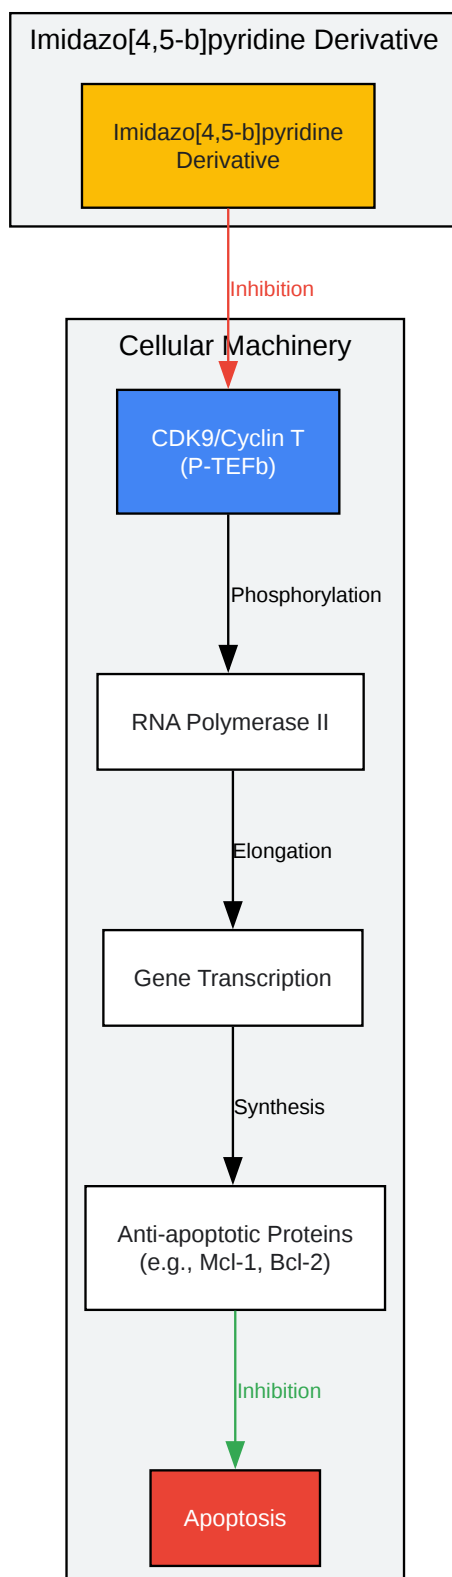 Imidazo[4,5-b]pyridine Derivative
Imidazo[4,5-b]pyridine
Derivative
Inhibition
Cellular Machinery
CDK9/Cyclin T
(P-TEFb)
Phosphorylation
RNA Polymerase II
Elongation
Gene Transcription
Synthesis
Anti-apoptotic Proteins
(e.g., Mcl-1, Bcl-2)
Inhibition
Apoptosis